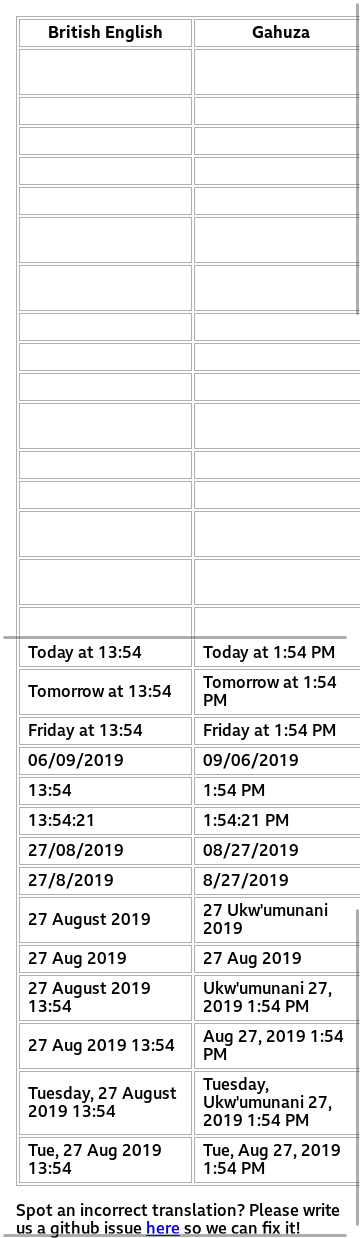 British English Gahuza
Today at 13:54 Today at 1:54 PM
Tomorrow at 13:54 Tomorrow at 1:54
PM
Friday at 13:54 Friday at 1:54 PM
06/09/2019 09/06/2019
13:54 1:54 PM
13:54:21 1:54:21 PM
27/08/2019 08/27/2019
27/8/2019 8/27/2019
27 August 2019 27 Ukw'umunani
2019
27 Aug 2019 27 Aug 2019
27 August 2019
13:54
Ukw'umunani 27,
2019 1:54 PM
27 Aug 2019 13:54 Aug 27, 2019 1:54
PM
Tuesday, 27 August
2019 13:54
Tuesday,
Ukw'umunani 27,
2019 1:54 PM
Tue, 27 Aug 2019
13:54
Tue, Aug 27, 2019
1:54 PM
Spot an incorrect translation? Please write
us a github issue here so we can fix it!